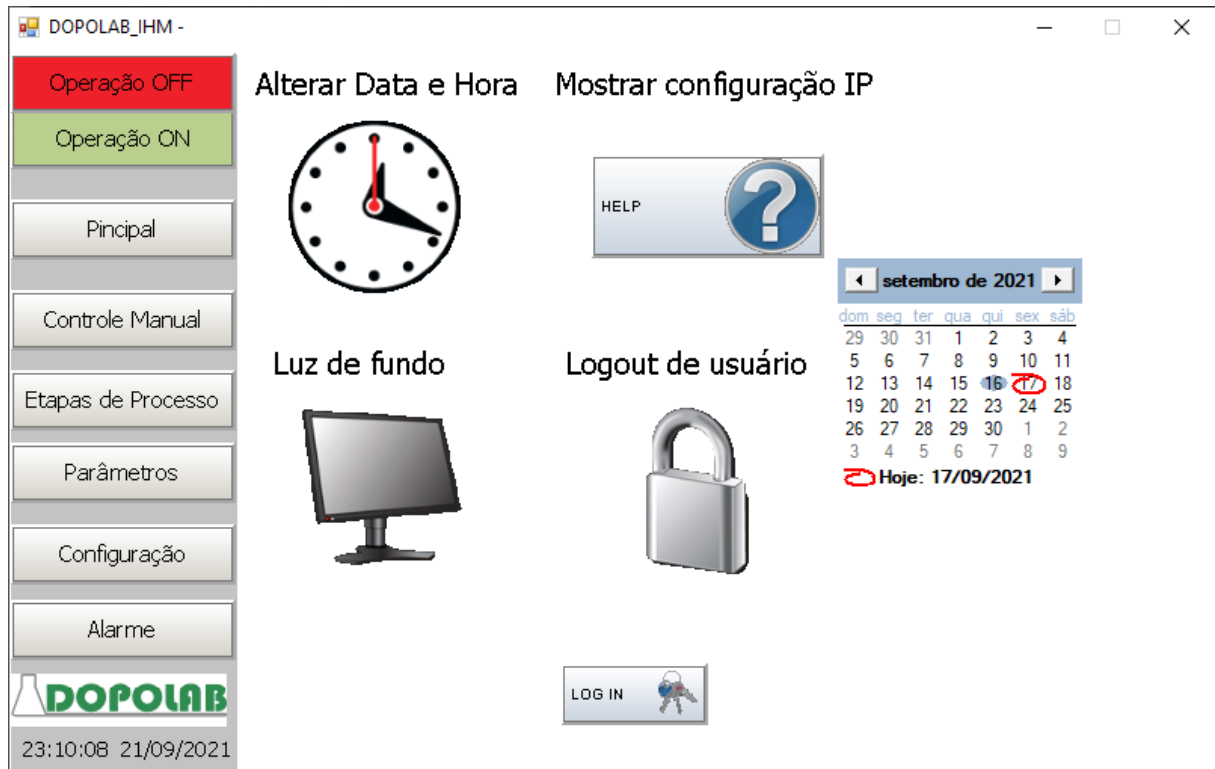 DOPOLAB_IHM -
Operação OFF
Operação ON
Pincipal
Controle Manual
Etapas de Processo
Parâmetros
Configuração
Alarme
DOPOLAB
23:10:08 21/09/2021
Alterar Data e Hora
Mostrar configuração IP
HELP
Luz de fundo
Logout de usuário
LOG IN
setembro de 2021
dom seg ter qua qui sex sáb
29 30 31 1 2 3 4
5 6 7 8 9 10 11
12 13 14 15 16 17 18
19 20 21 22 23 24 25
26 27 28 29 30 1 2
3 4 5 6 7 8 9
Hoje: 17/09/2021